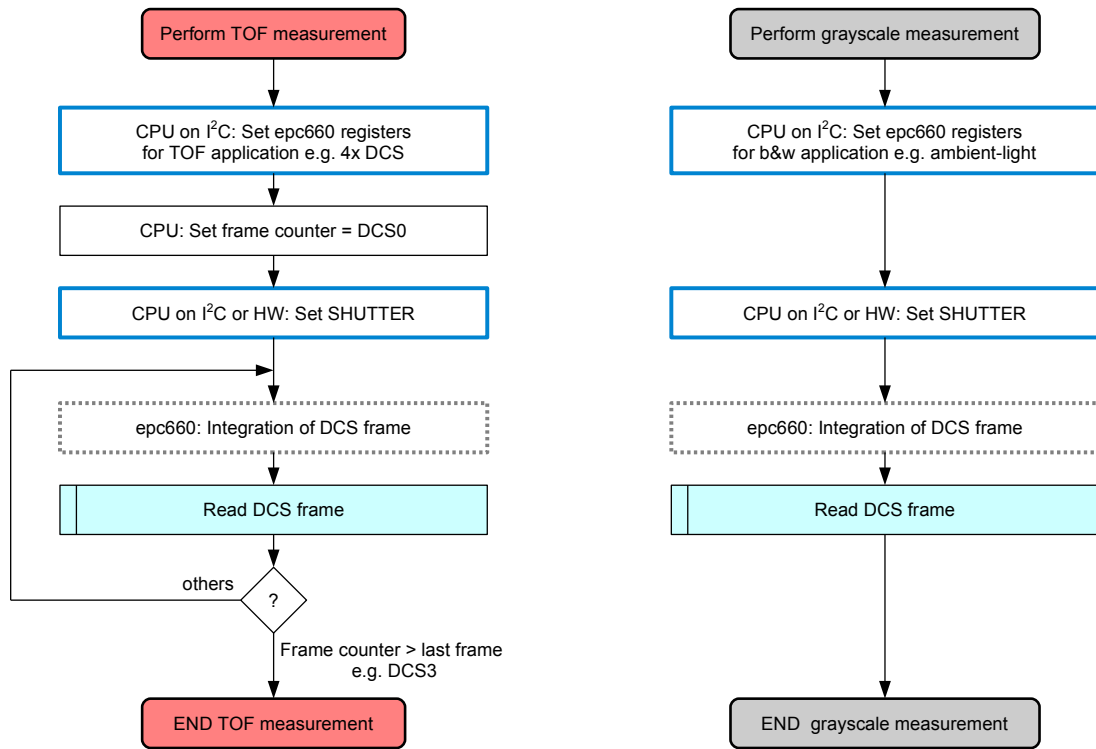 Perform TOF measurement
CPU on I²C: Set epc660 registers
for TOF application e.g. 4x DCS
CPU: Set frame counter = DCS0
CPU on I²C or HW: Set SHUTTER
epc660: Integration of DCS frame
Read DCS frame
others
?
Frame counter > last frame
e.g. DCS3
END TOF measurement
Perform grayscale measurement
CPU on I²C: Set epc660 registers
for b&w application e.g. ambient-light
CPU on I²C or HW: Set SHUTTER
epc660: Integration of DCS frame
Read DCS frame
END grayscale measurement